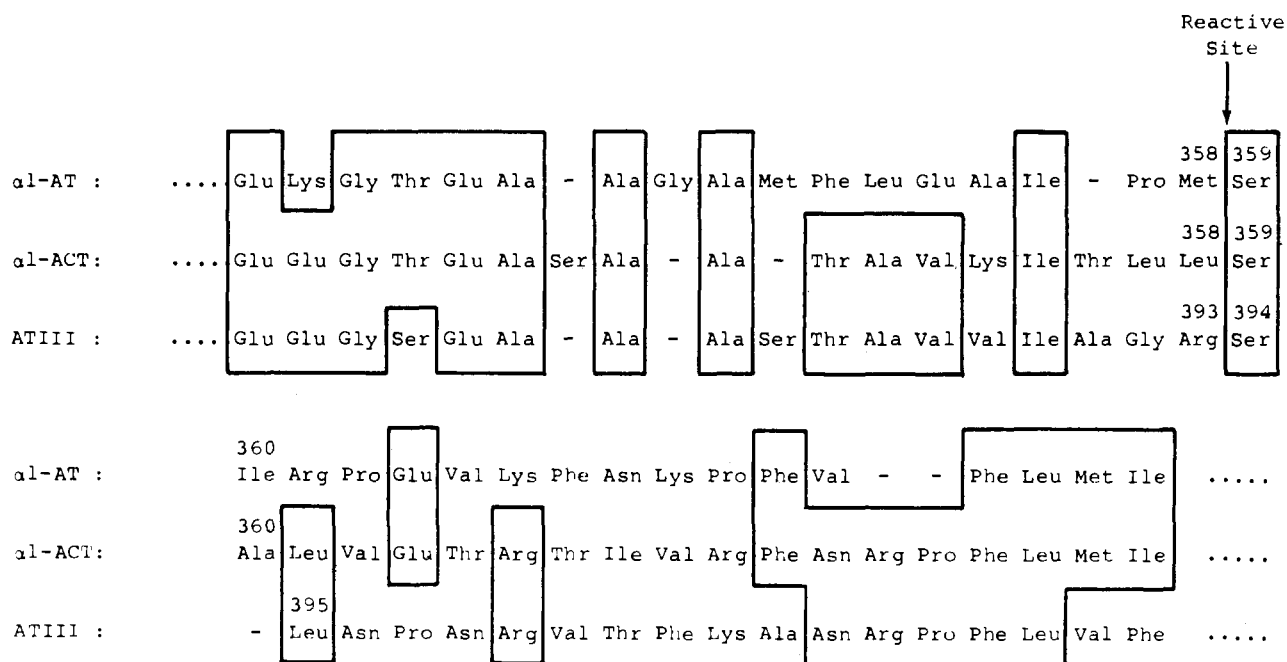 Reactive
Site
358 359
αl-AT : .... Glu Lys Gly Thr Glu Ala - Ala Gly Ala Met Phe Leu Glu Ala Ile - Pro Met Ser
358 359
αl-ACT: .... Glu Glu Gly Thr Glu Ala Ser Ala - Ala - Thr Ala Val Lys Ile Thr Leu Leu Ser
393 394
ATIII : .... Glu Glu Gly Ser Glu Ala - Ala - Ala Ser Thr Ala Val Val Ile Ala Gly Arg Ser
360
αl-AT : Ile Arg Pro Glu Val Lys Phe Asn Lys Pro Phe Val - - Phe Leu Met Ile .....
360
αl-ACT: Ala Leu Val Glu Thr Arg Thr Ile Val Arg Phe Asn Arg Pro Phe Leu Met Ile .....
395
ATIII : - Leu Asn Pro Asn Arg Val Thr Phe Lys Ala Asn Arg Pro Phe Leu Val Phe .....